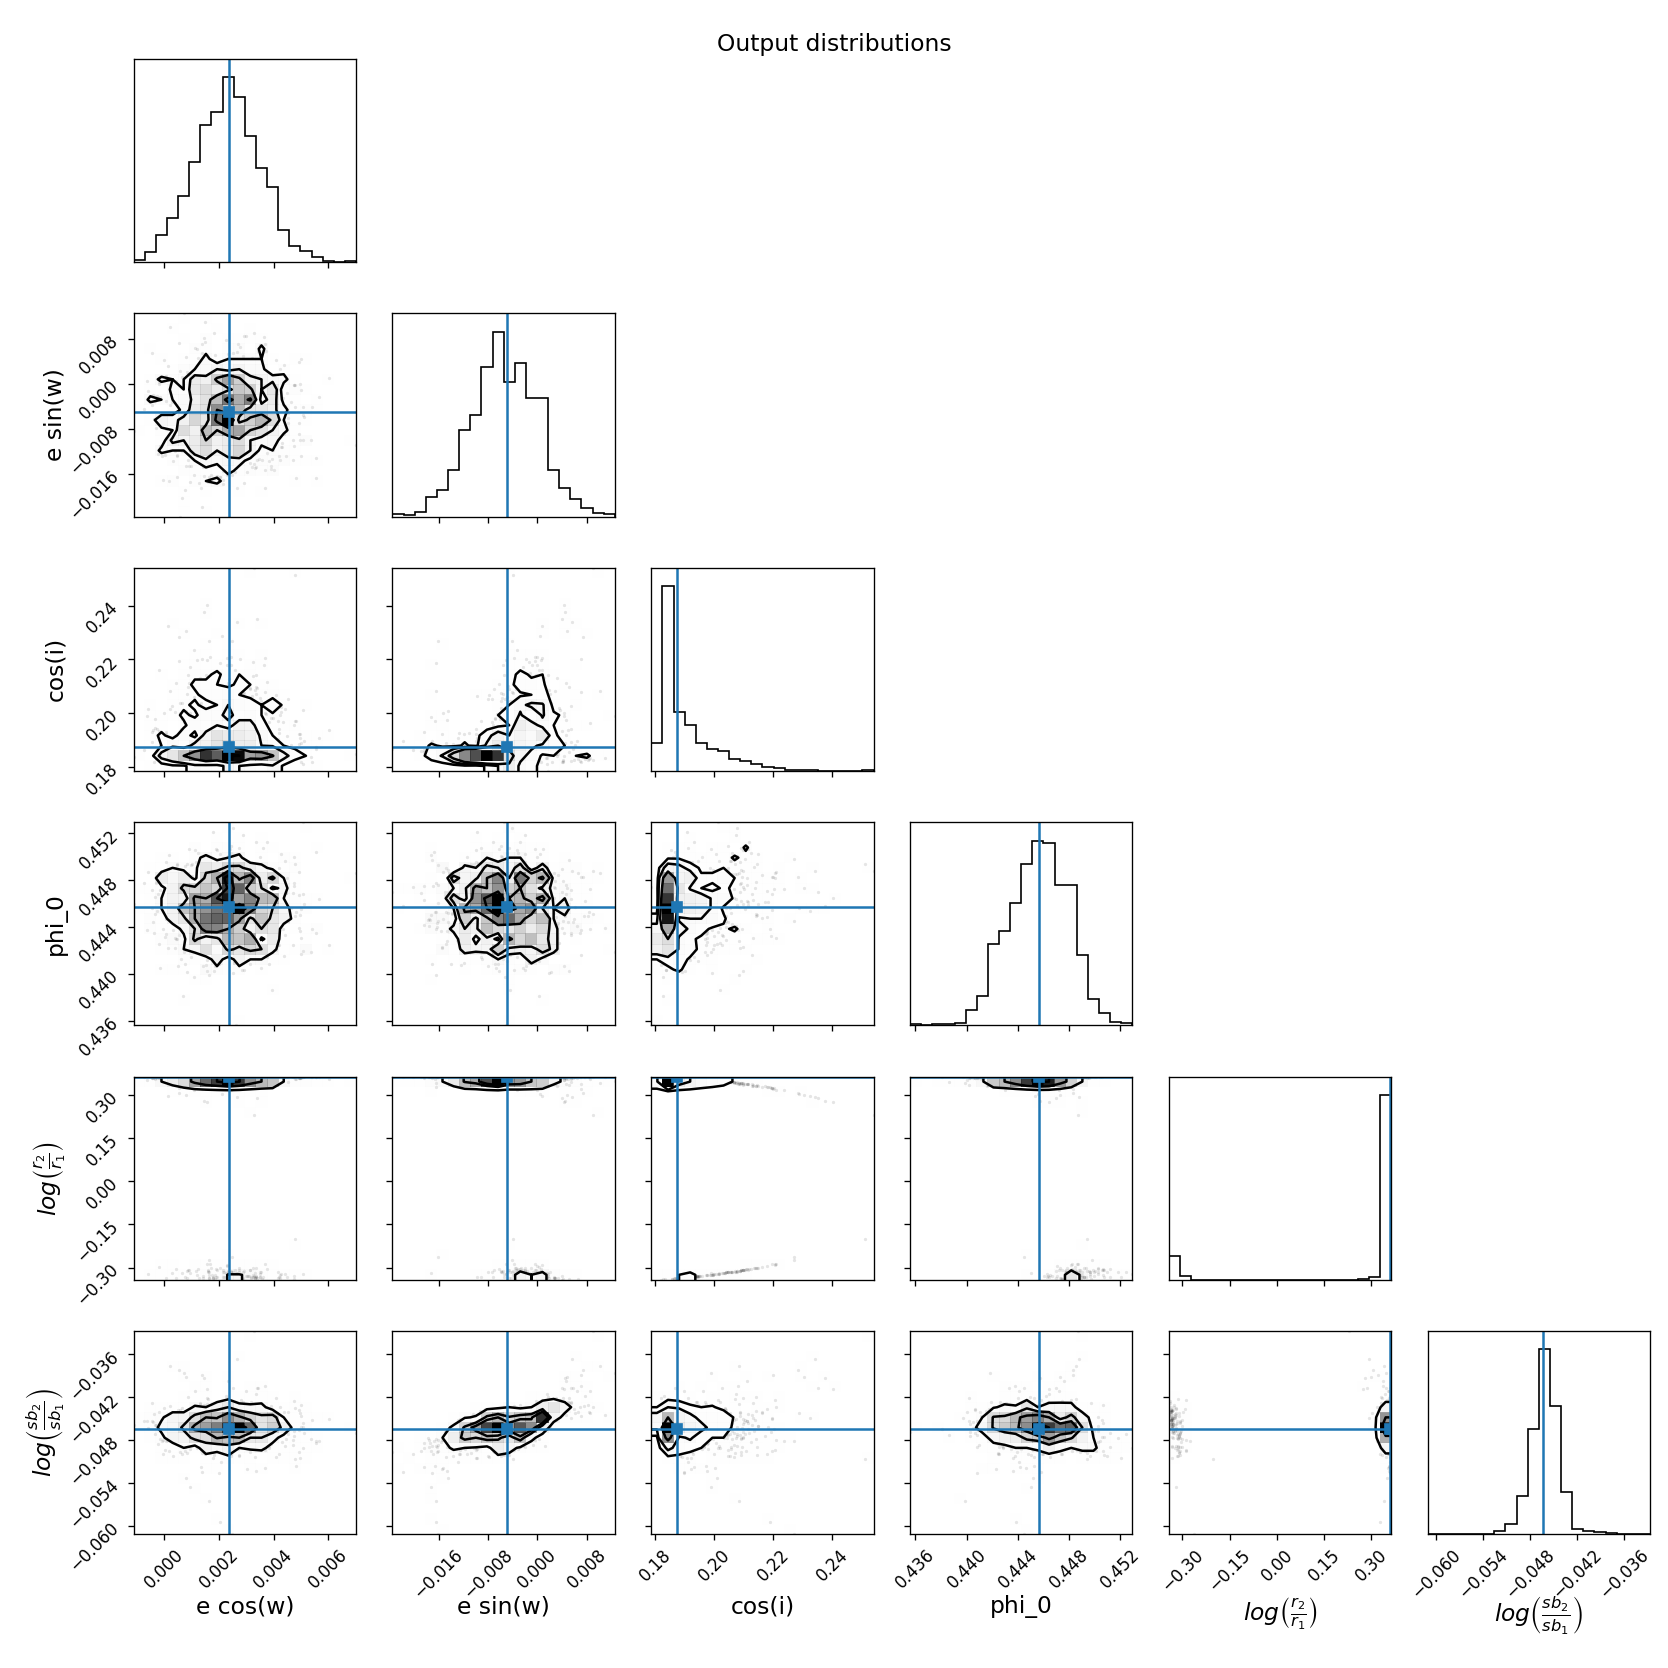 Output distributions
e sin(w)
0.008
0.000
−0.008
−0.016
cos(i)
0.24
0.22
0.20
0.18
phi_0
0.452
0.448
0.444
0.440
0.436
log(r₂/r₁)
0.30
0.15
0.00
−0.15
−0.30
log(sb₂/sb₁)
−0.036
−0.042
−0.048
−0.054
−0.060
0.000 0.002 0.004 0.006
−0.016 −0.008 0.000 0.008
0.18 0.20 0.22 0.24
0.436 0.440 0.444 0.448 0.452
−0.30 −0.15 0.00 0.15 0.30
−0.060 −0.054 −0.048 −0.042 −0.036
e cos(w)
e sin(w)
cos(i)
phi_0
log(r₂/r₁)
log(sb₂/sb₁)